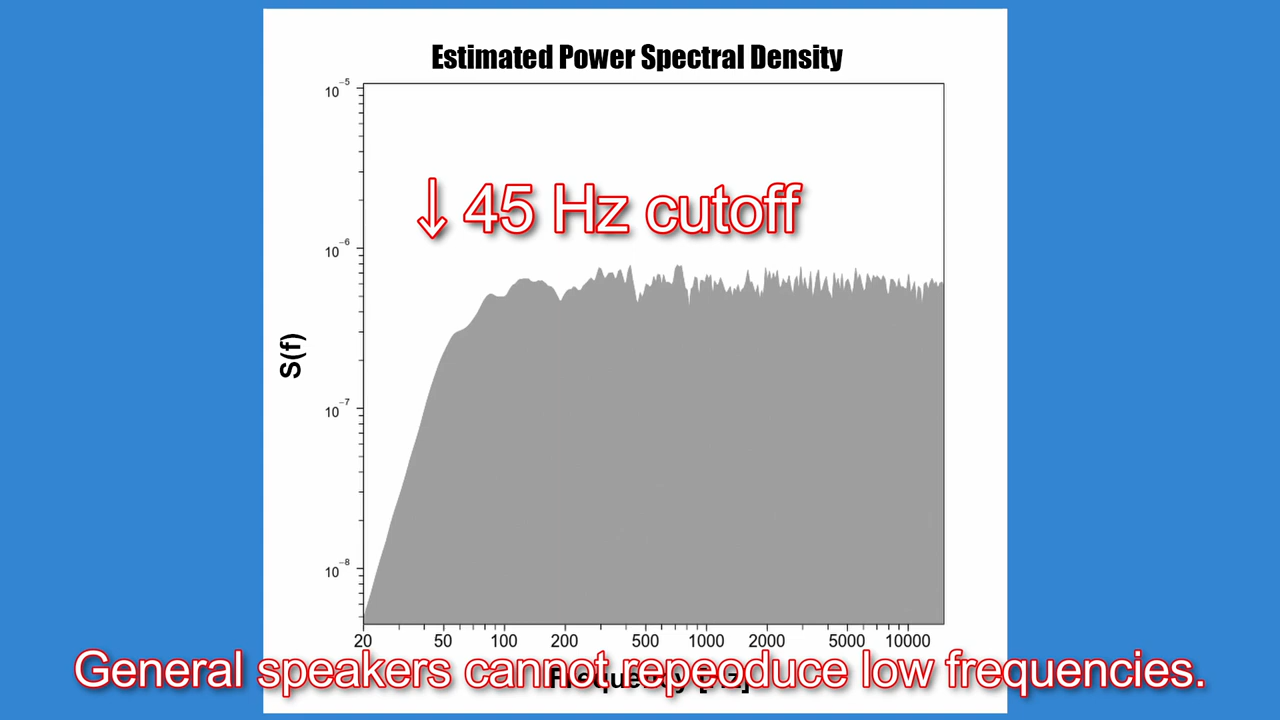 Estimated Power Spectral Density
10⁻⁵
↓ 45 Hz cutoff
10⁻⁶
S(f)
10⁻⁷
10⁻⁸
20 50 100 200 500 1000 2000 5000 10000
General speakers cannot repeoduce low frequencies.